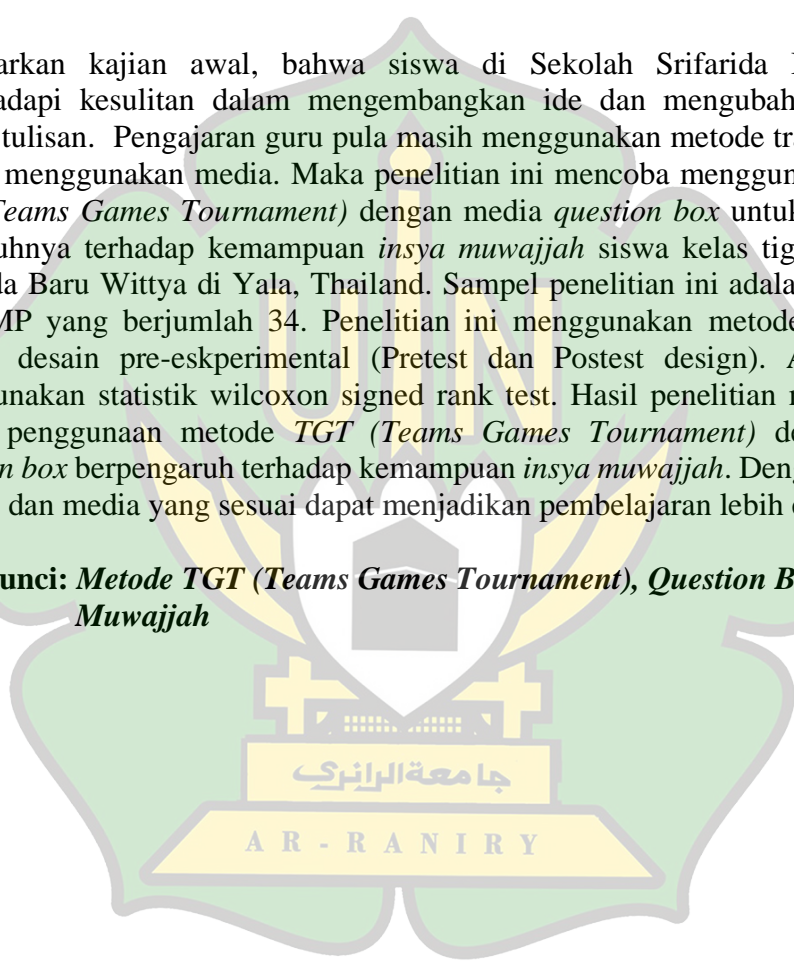 arkan kajian awal, bahwa siswa di Sekolah Srifarida
adapi kesulitan dalam mengembangkan ide dan mengubah
tulisan. Pengajaran guru pula masih menggunakan metode tra
menggunakan media. Maka penelitian ini mencoba menggun
Teams Games Tournament) dengan media question box untuk
uhnya terhadap kemampuan insya muwajjah siswa kelas tig
la Baru Wittya di Yala, Thailand. Sampel penelitian ini adala
MP yang berjumlah 34. Penelitian ini menggunakan metode
desain pre-eskperimental (Pretest dan Postest design). A
unakan statistik wilcoxon signed rank test. Hasil penelitian
penggunaan metode TGT (Teams Games Tournament) de
n box berpengaruh terhadap kemampuan insya muwajjah. Deng
dan media yang sesuai dapat menjadikan pembelajaran lebih
unci: Metode TGT (Teams Games Tournament), Question B
Muwajjah
UIN
جامعة الرانري
AR-RANIRY